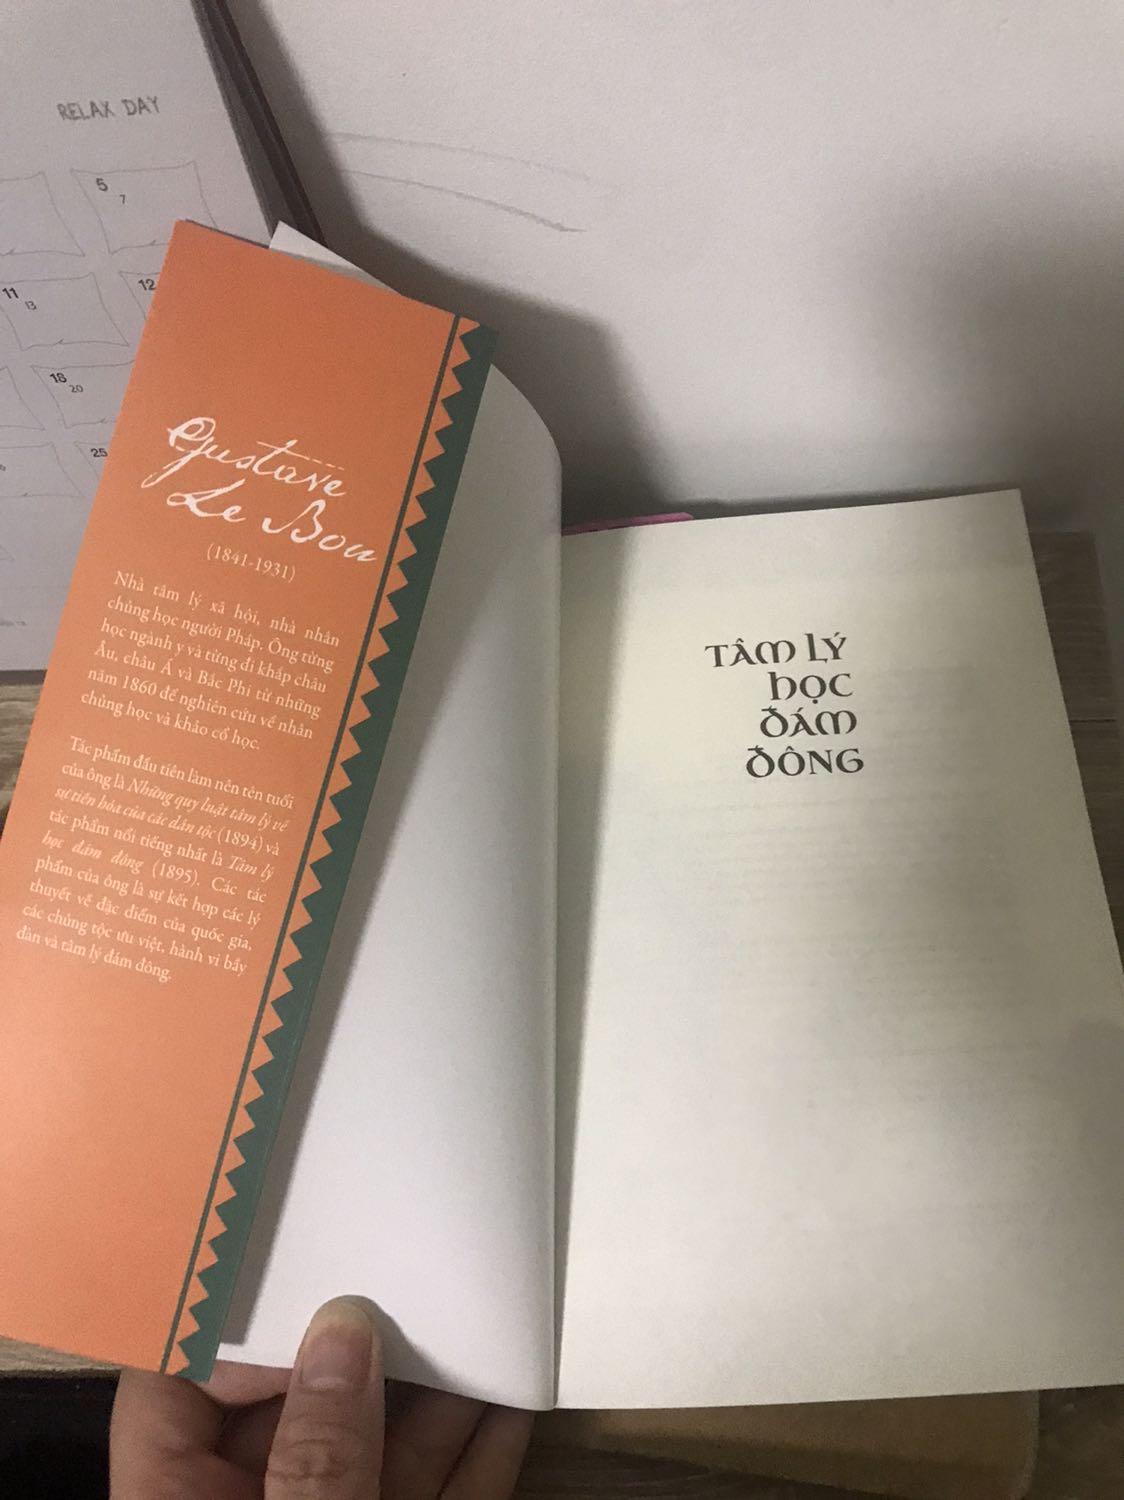 RELAX DAY
5
7
11
13
12
18
20
25
Gustave
Le Bon
(1841-1931)
Nhà tâm lý xã hội, nhà nhân
chủng học người Pháp. Ông từng
học ngành y và từng đi khắp châu
Âu, châu Á và Bắc Phi từ những
năm 1860 để nghiên cứu về nhân
chủng học và khảo cổ học.
Tác phẩm đầu tiên làm nên tên tuổi
của ông là Những quy luật tâm lý về
sự tiến hóa của các dân tộc (1894) và
tác phẩm nổi tiếng nhất là Tâm lý
học đám đông (1895). Các tác
phẩm của ông là sự kết hợp các lý
thuyết về đặc điểm của quốc gia,
các chủng tộc ưu việt, hành vi bầy
đàn và tâm lý đám đông.
TÂM LÝ
HỌC
ĐÁM
ĐÔNG